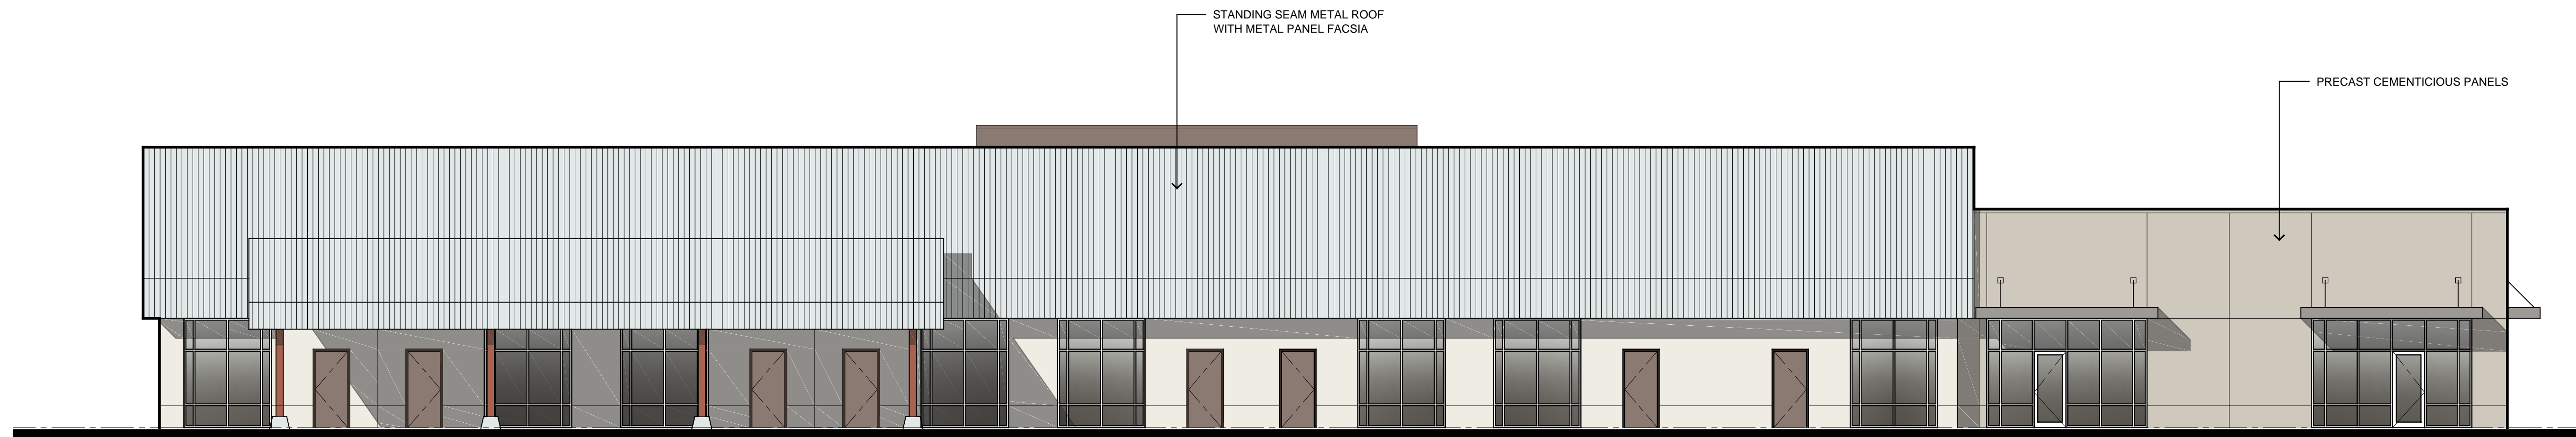 STANDING SEAM METAL ROOF
WITH METAL PANEL FACSIA
PRECAST CEMENTICIOUS PANELS